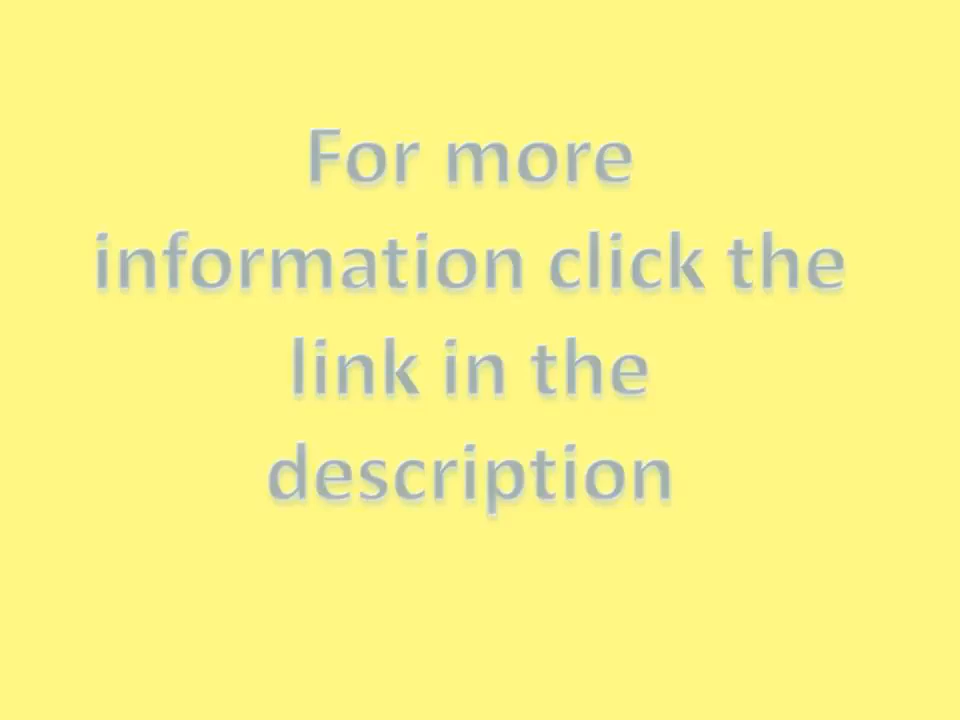 For more
information click the
link in the
description